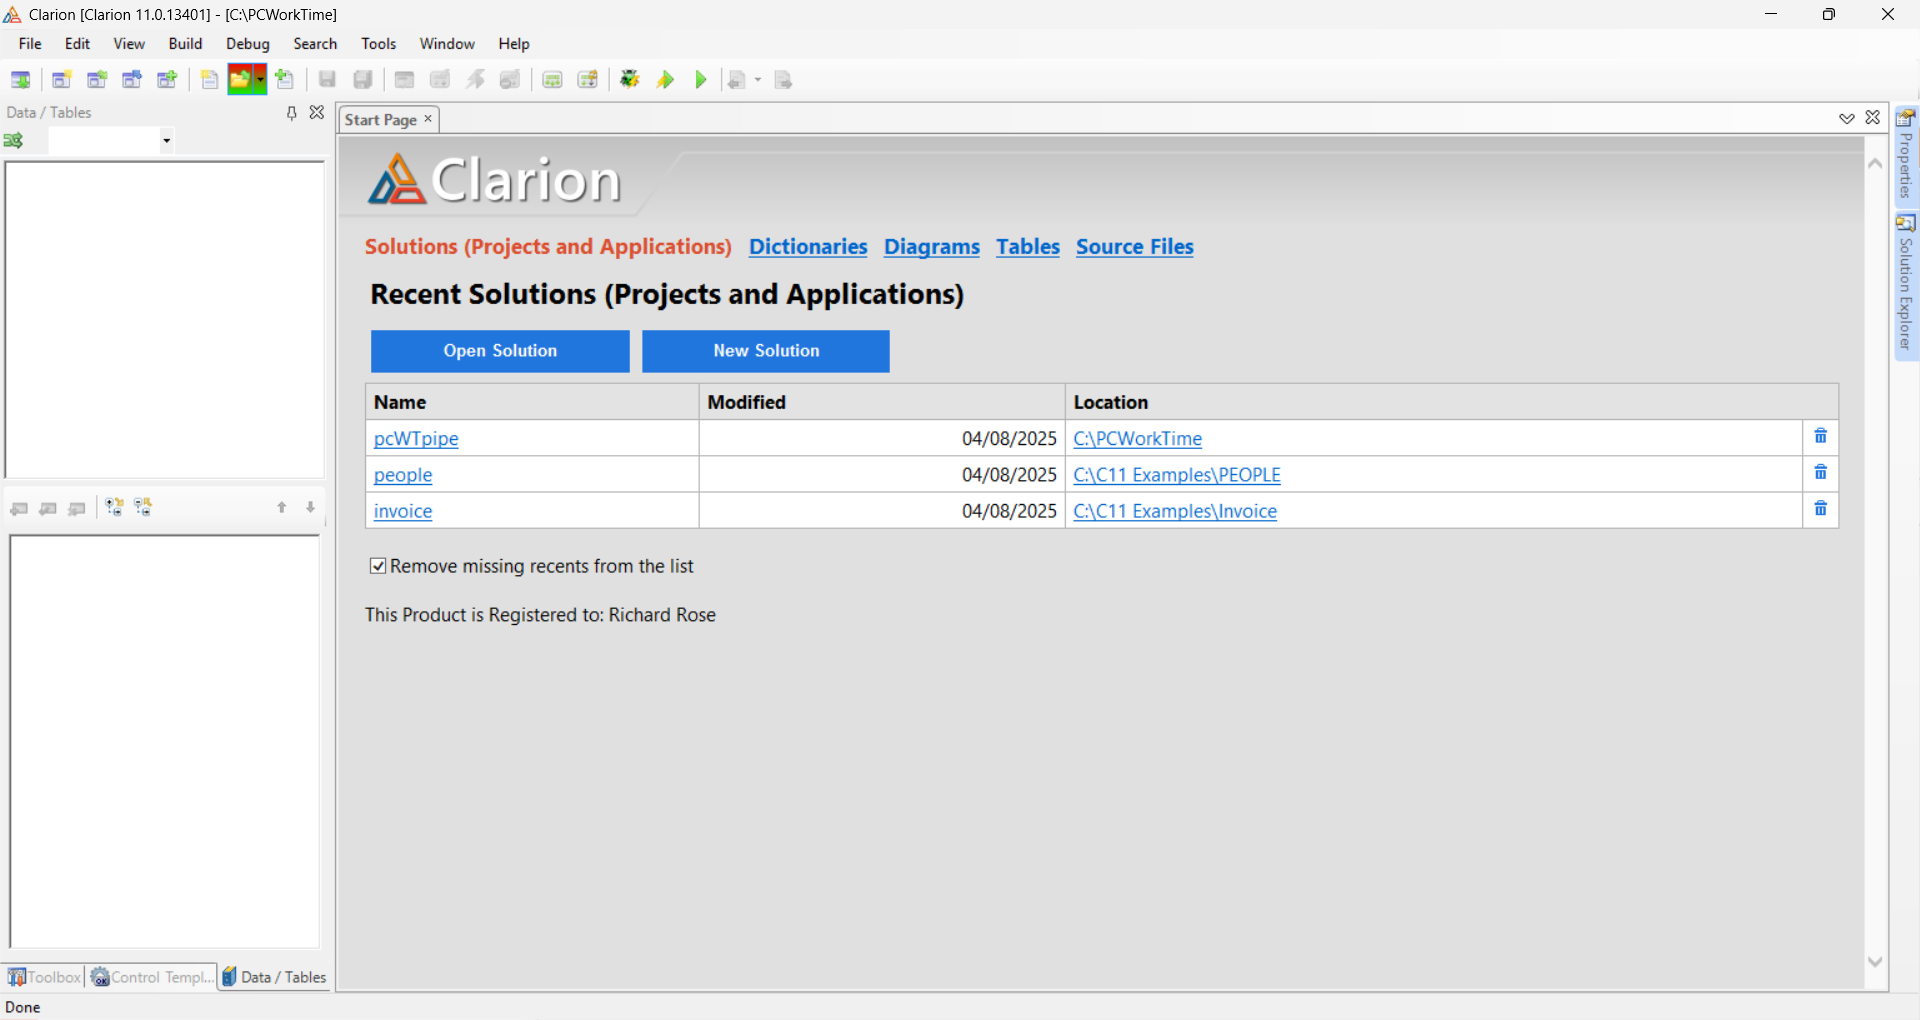 Clarion [Clarion 11.0.13401] - [C:\PCWorkTime]
File Edit View Build Debug Search Tools Window Help
Data / Tables
Start Page
Clarion
Solutions (Projects and Applications) Dictionaries Diagrams Tables Source Files
Recent Solutions (Projects and Applications)
Open Solution New Solution
Name Modified Location
pcWTpipe 04/08/2025 C:\PCWorkTime
people 04/08/2025 C:\C11 Examples\PEOPLE
invoice 04/08/2025 C:\C11 Examples\Invoice
Remove missing recents from the list
This Product is Registered to: Richard Rose
Properties
Solution Explorer
Toolbox Control Templ... Data / Tables
Done